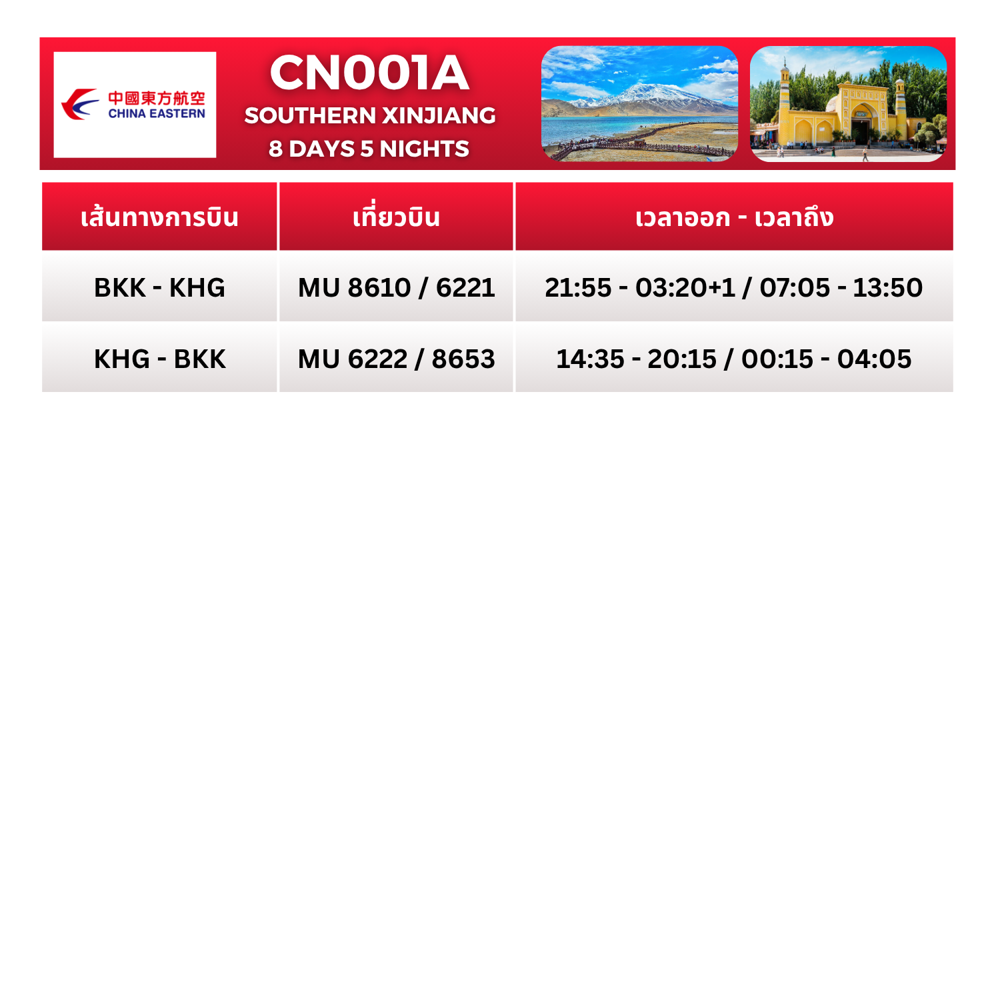 中國東方航空
CHINA EASTERN
CN001A
SOUTHERN XINJIANG
8 DAYS 5 NIGHTS
เส้นทางการบิน เที่ยวบิน เวลาออก - เวลาถึง
BKK - KHG MU 8610 / 6221 21:55 - 03:20+1 / 07:05 - 13:50
KHG - BKK MU 6222 / 8653 14:35 - 20:15 / 00:15 - 04:05